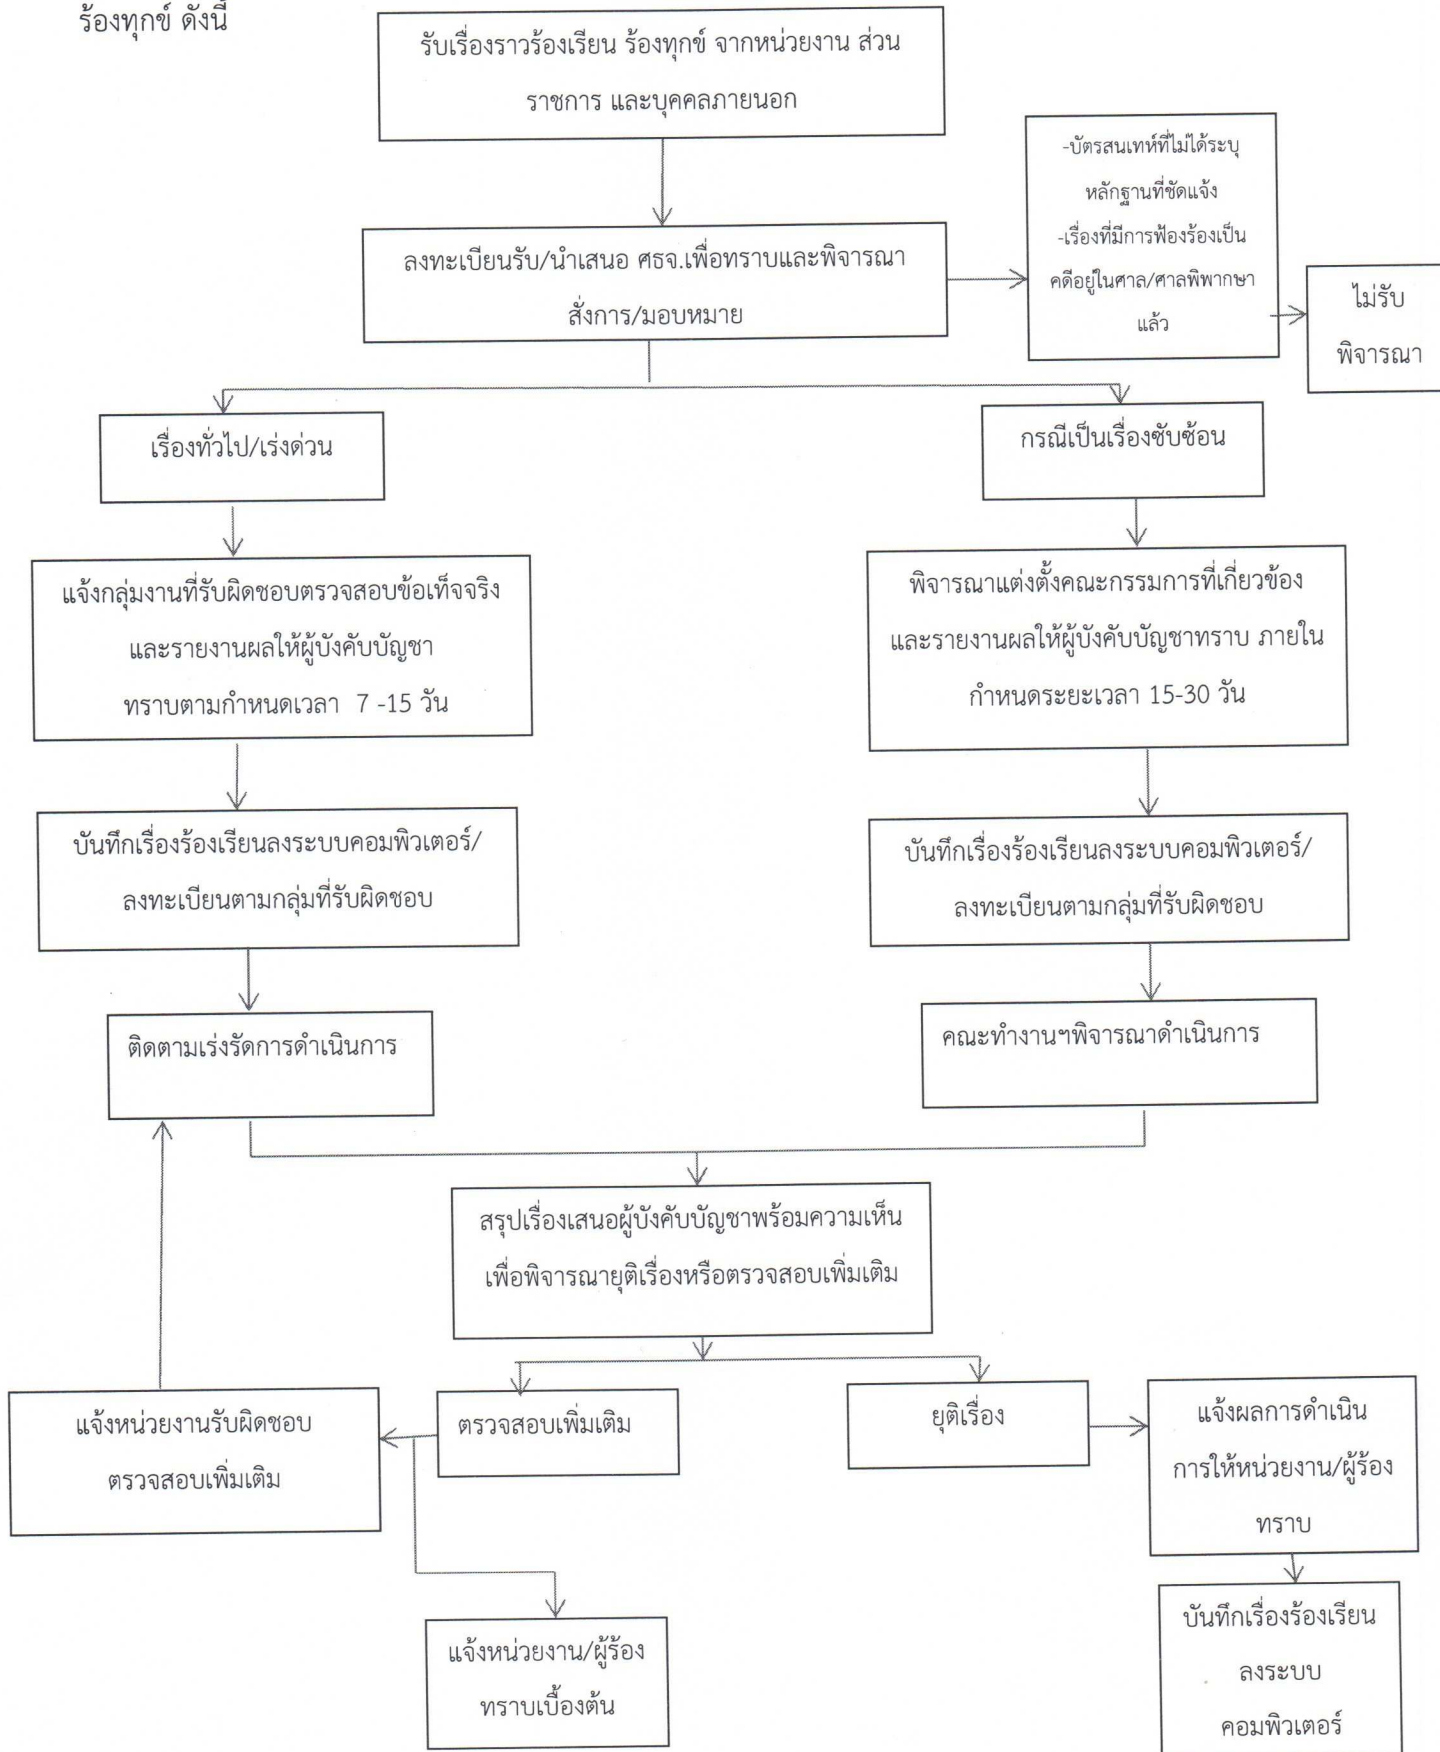 ร้องทุกข์ ดังนี้
รับเรื่องราวร้องเรียน ร้องทุกข์ จากหน่วยงาน ส่วน
ราชการ และบุคคลภายนอก
-บัตรสนเทห์ที่ไม่ได้ระบุ
หลักฐานที่ชัดแจ้ง
-เรื่องที่มีการฟ้องร้องเป็น
คดีอยู่ในศาล/ศาลพิพากษา
แล้ว
ลงทะเบียนรับ/นำเสนอ ศธจ.เพื่อทราบและพิจารณา
สั่งการ/มอบหมาย
ไม่รับ
พิจารณา
เรื่องทั่วไป/เร่งด่วน
กรณีเป็นเรื่องซับซ้อน
แจ้งกลุ่มงานที่รับผิดชอบตรวจสอบข้อเท็จจริง
และรายงานผลให้ผู้บังคับบัญชา
ทราบตามกำหนดเวลา 7 -15 วัน
พิจารณาแต่งตั้งคณะกรรมการที่เกี่ยวข้อง
และรายงานผลให้ผู้บังคับบัญชาทราบ ภายใน
กำหนดระยะเวลา 15-30 วัน
บันทึกเรื่องร้องเรียนลงระบบคอมพิวเตอร์/
ลงทะเบียนตามกลุ่มที่รับผิดชอบ
บันทึกเรื่องร้องเรียนลงระบบคอมพิวเตอร์/
ลงทะเบียนตามกลุ่มที่รับผิดชอบ
ติดตามเร่งรัดการดำเนินการ
คณะทำงานฯพิจารณาดำเนินการ
สรุปเรื่องเสนอผู้บังคับบัญชาพร้อมความเห็น
เพื่อพิจารณายุติเรื่องหรือตรวจสอบเพิ่มเติม
แจ้งหน่วยงานรับผิดชอบ
ตรวจสอบเพิ่มเติม
ตรวจสอบเพิ่มเติม
ยุติเรื่อง
แจ้งผลการดำเนิน
การให้หน่วยงาน/ผู้ร้อง
ทราบ
แจ้งหน่วยงาน/ผู้ร้อง
ทราบเบื้องต้น
บันทึกเรื่องร้องเรียน
ลงระบบ
คอมพิวเตอร์